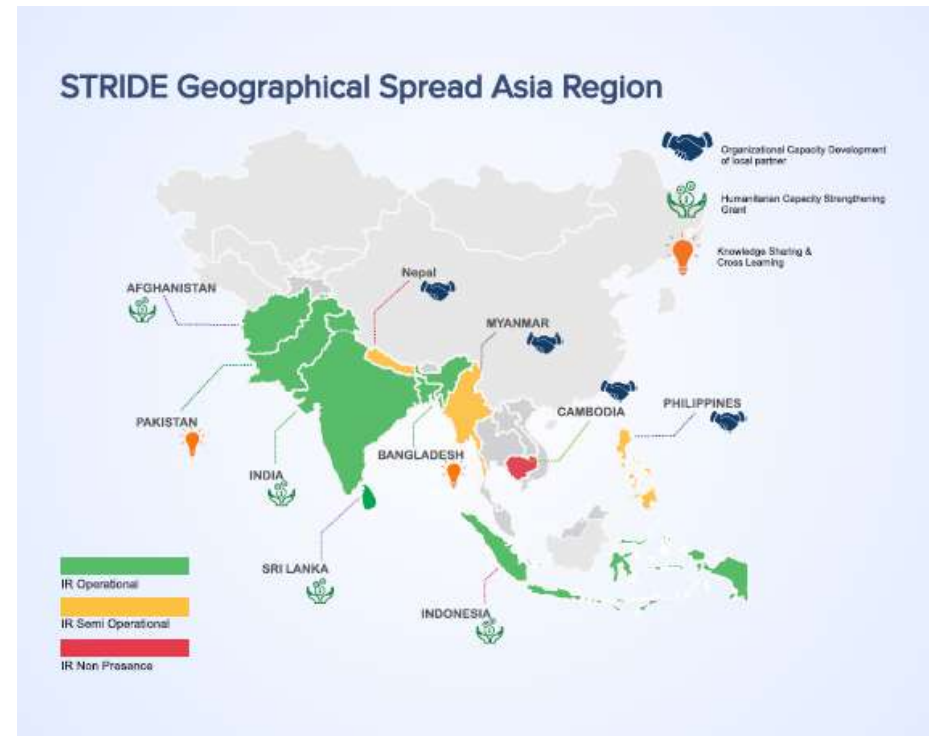 STRIDE Geographical Spread Asia Region
Organizational Capacity Development
of local partner
Humanitarian Capacity Strengthening
Grant
Knowledge Sharing &
Cross Learning
Nepal
AFGHANISTAN
MYANMAR
PHILIPPINES
CAMBODIA
PAKISTAN
BANGLADESH
INDIA
SRI LANKA
INDONESIA
IR Operational
IR Semi Operational
IR Non Presence